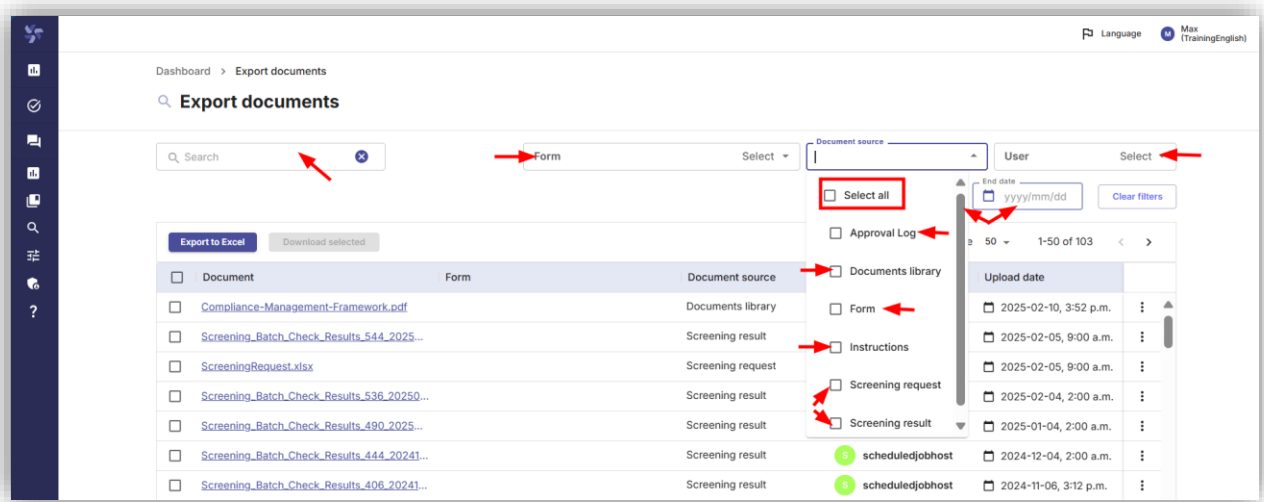 Language
M
Max
(TrainingEnglish)
Dashboard > Export documents
Export documents
Search
Form Select
Document source
User Select
Select all
End date
yyyy/mm/dd
Clear filters
Approval Log
Export to Excel Download selected
50 1-50 of 103 < >
Documents library
Document Form Document source Upload date
Form
Compliance-Management-Framework.pdf Documents library 2025-02-10, 3:52 p.m.
Screening_Batch_Check_Results_544_2025... Screening result 2025-02-05, 9:00 a.m.
Instructions
ScreeningRequest.xlsx Screening request 2025-02-05, 9:00 a.m.
Screening request
Screening_Batch_Check_Results_536_20250... Screening result 2025-02-04, 2:00 a.m.
Screening_Batch_Check_Results_490_2025... Screening result 2025-01-04, 2:00 a.m.
Screening result
Screening_Batch_Check_Results_444_20241... Screening result S scheduledjobhost 2024-12-04, 2:00 a.m.
Screening_Batch_Check_Results_406_20241... Screening result S scheduledjobhost 2024-11-06, 3:12 p.m.
?